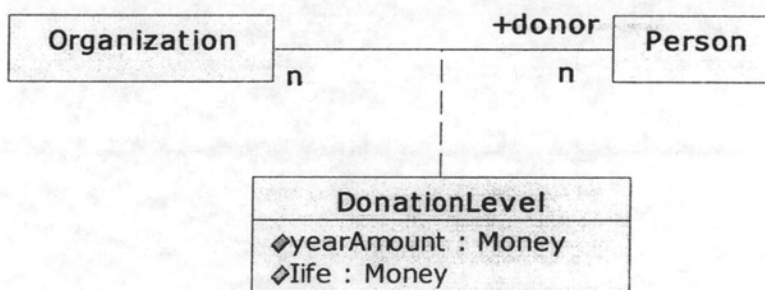 Organization
+donor
Person
n
n
DonationLevel
yearAmount : Money
life : Money